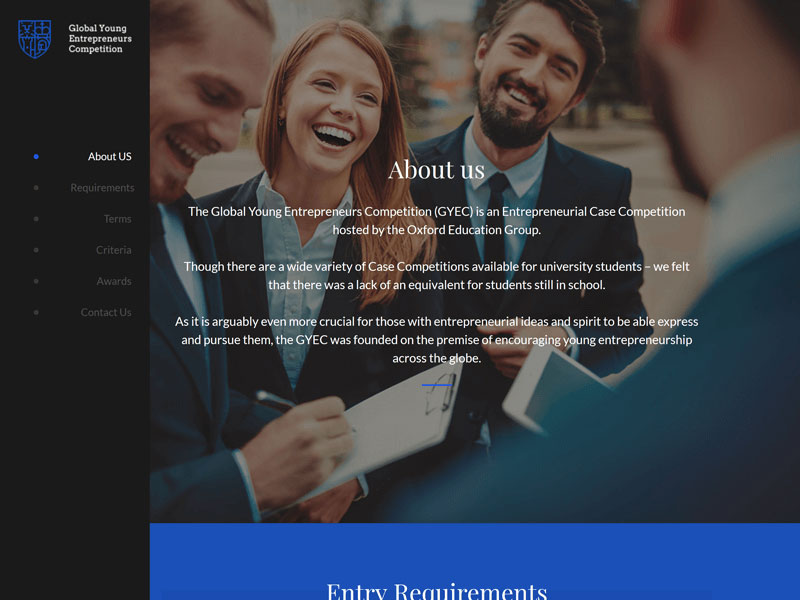 Global Young
Entrepreneurs
Competition
About US
Requirements
Terms
Criteria
Awards
Contact Us
About us
The Global Young Entrepreneurs Competition (GYEC) is an Entrepreneurial Case Competition
hosted by the Oxford Education Group.
Though there are a wide variety of Case Competitions available for university students – we felt
that there was a lack of an equivalent for students still in school.
As it is arguably even more crucial for those with entrepreneurial ideas and spirit to be able express
and pursue them, the GYEC was founded on the premise of encouraging young entrepreneurship
across the globe.
Entry Requirements